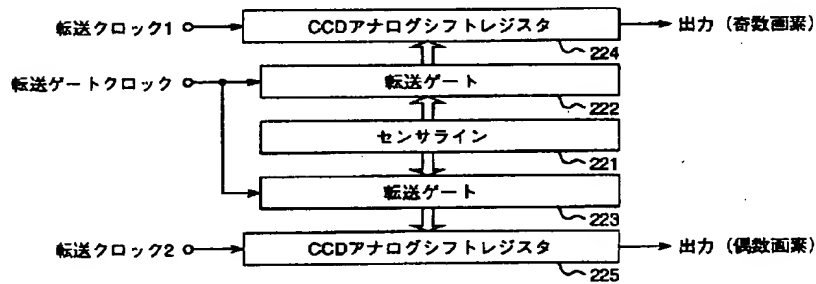 転送クロック1 CCDアナログシフトレジスタ 出力（奇数画素）
224
転送ゲートクロック 転送ゲート
222
センサライン
221
転送ゲート
223
転送クロック2 CCDアナログシフトレジスタ 出力（偶数画素）
225